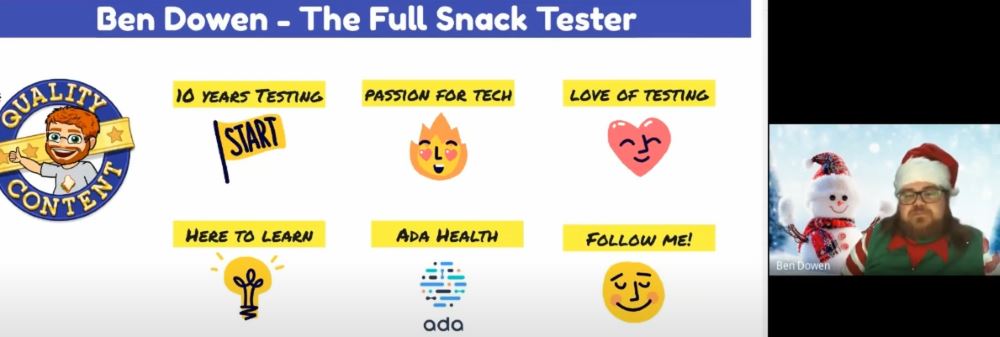 Ben Dowen - The Full Snack Tester
QUALITY
CONTENT
10 YEARS TESTING
PASSION FOR TECH
LOVE OF TESTING
START
HERE TO LEARN
ADA HEALTH
FOLLOW ME!
ada
Ben Dowen